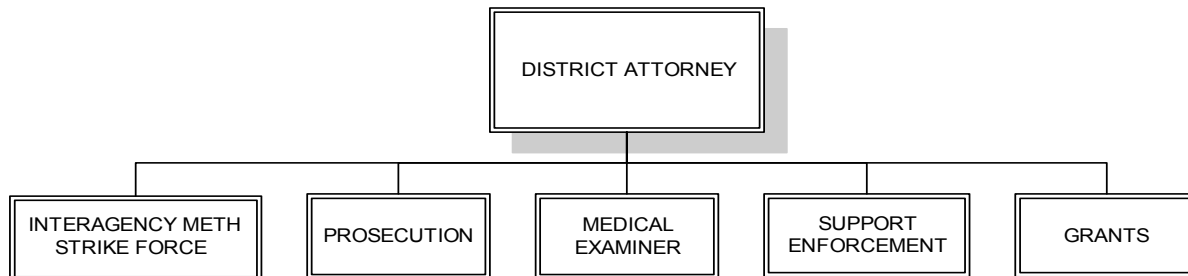 DISTRICT ATTORNEY
INTERAGENCY METH
STRIKE FORCE
PROSECUTION
MEDICAL
EXAMINER
SUPPORT
ENFORCEMENT
GRANTS